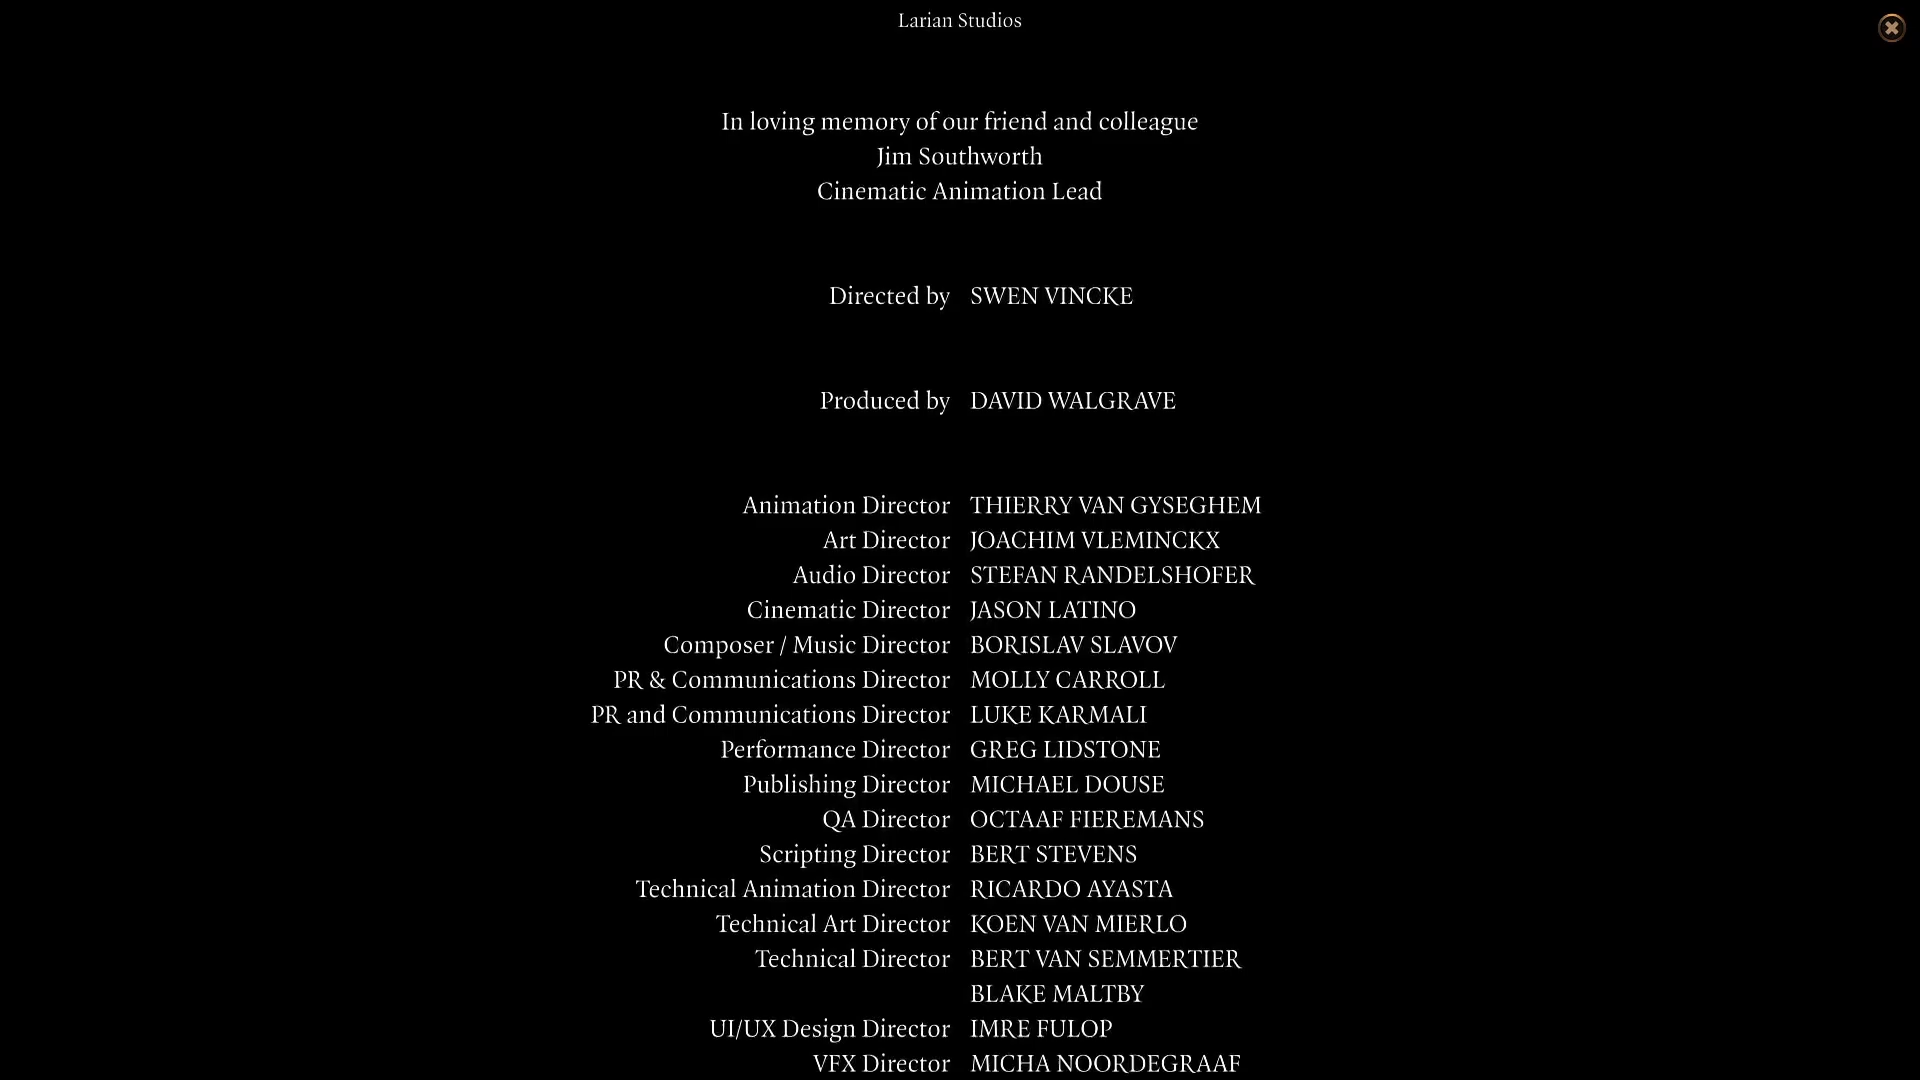 Larian Studios
In loving memory of our friend and colleague
Jim Southworth
Cinematic Animation Lead
Directed by SWEN VINCKE
Produced by DAVID WALGRAVE
Animation Director THIERRY VAN GYSEGHEM
Art Director JOACHIM VLEMINCKX
Audio Director STEFAN RANDELSHOFER
Cinematic Director JASON LATINO
Composer / Music Director BORISLAV SLAVOV
PR & Communications Director MOLLY CARROLL
PR and Communications Director LUKE KARMALI
Performance Director GREG LIDSTONE
Publishing Director MICHAEL DOUSE
QA Director OCTAAF FIEREMANS
Scripting Director BERT STEVENS
Technical Animation Director RICARDO AYASTA
Technical Art Director KOEN VAN MIERLO
Technical Director BERT VAN SEMMERTIER
BLAKE MALTBY
UI/UX Design Director IMRE FULOP
VFX Director MICHA NOORDEGRAAF